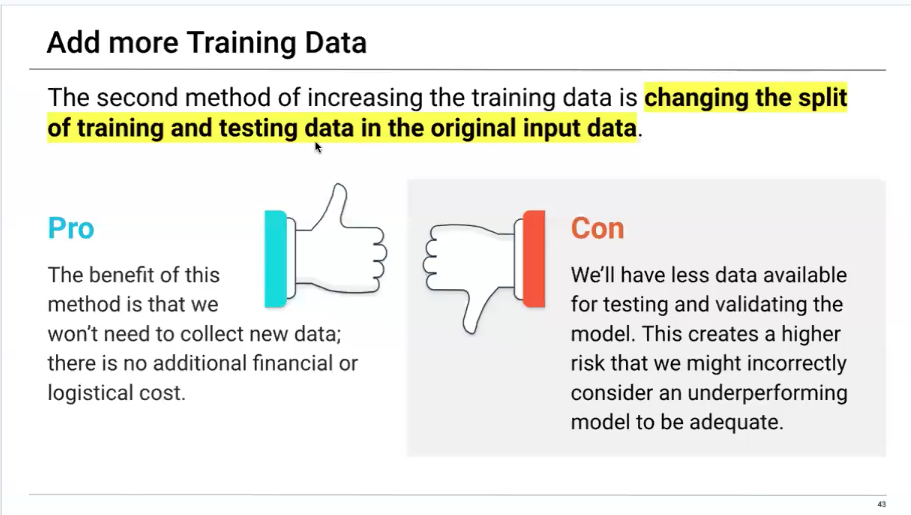 Add more Training Data
The second method of increasing the training data is changing the split
of training and testing data in the original input data.
Pro
The benefit of this
method is that we
won’t need to collect new data;
there is no additional financial or
logistical cost.
Con
We’ll have less data available
for testing and validating the
model. This creates a higher
risk that we might incorrectly
consider an underperforming
model to be adequate.
43